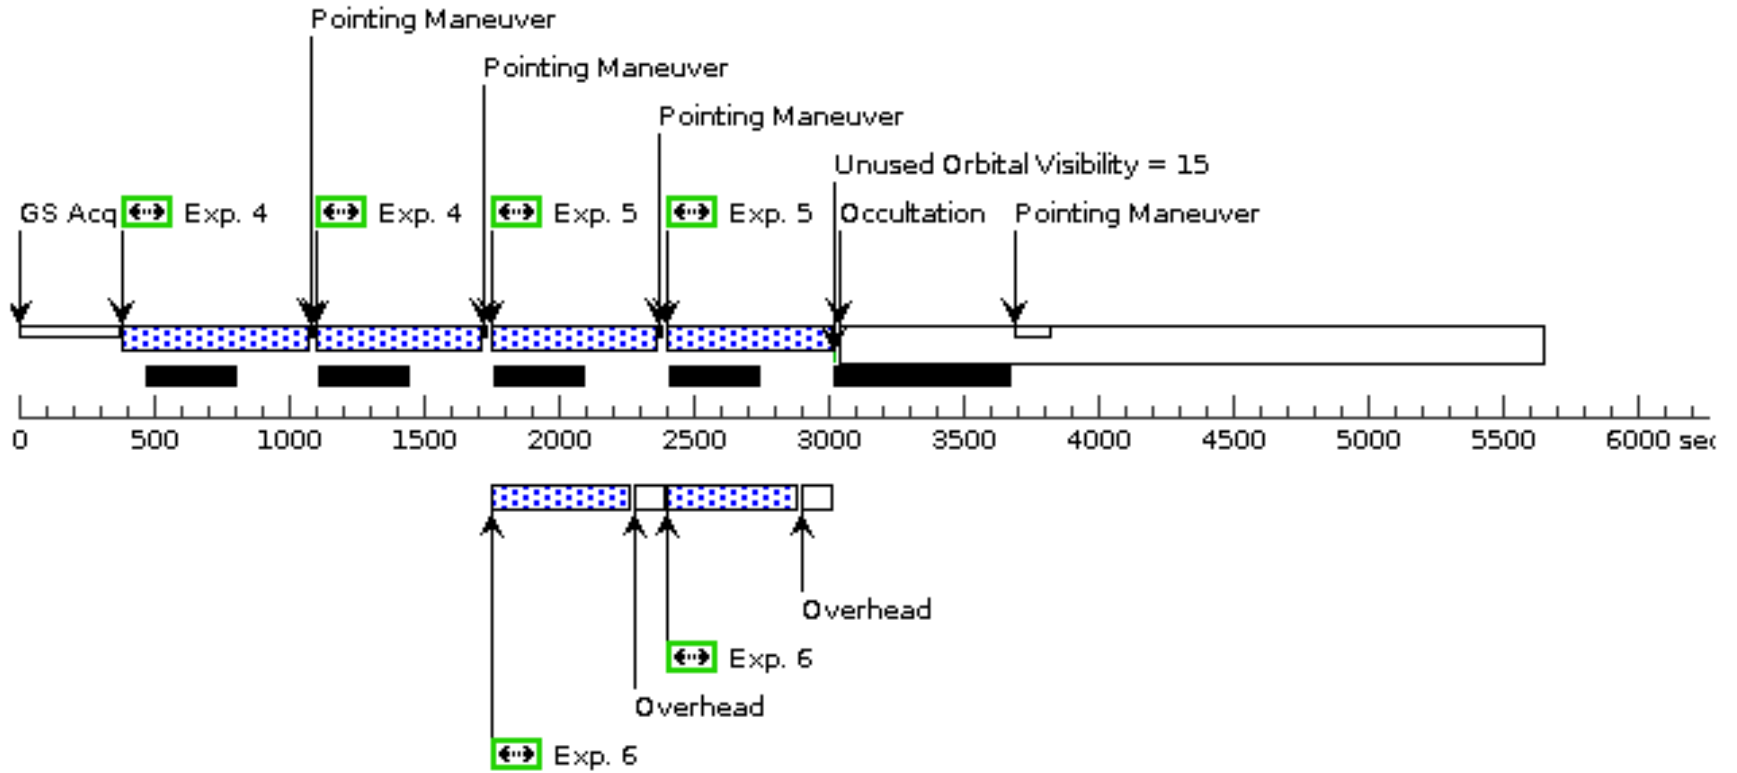 Pointing Maneuver
Pointing Maneuver
Pointing Maneuver
Unused Orbital Visibility = 15
GS Acq Exp. 4 Exp. 4 Exp. 5 Exp. 5 Occultation Pointing Maneuver
0 500 1000 1500 2000 2500 3000 3500 4000 4500 5000 5500 6000 sec
Overhead
Exp. 6
Overhead
Exp. 6